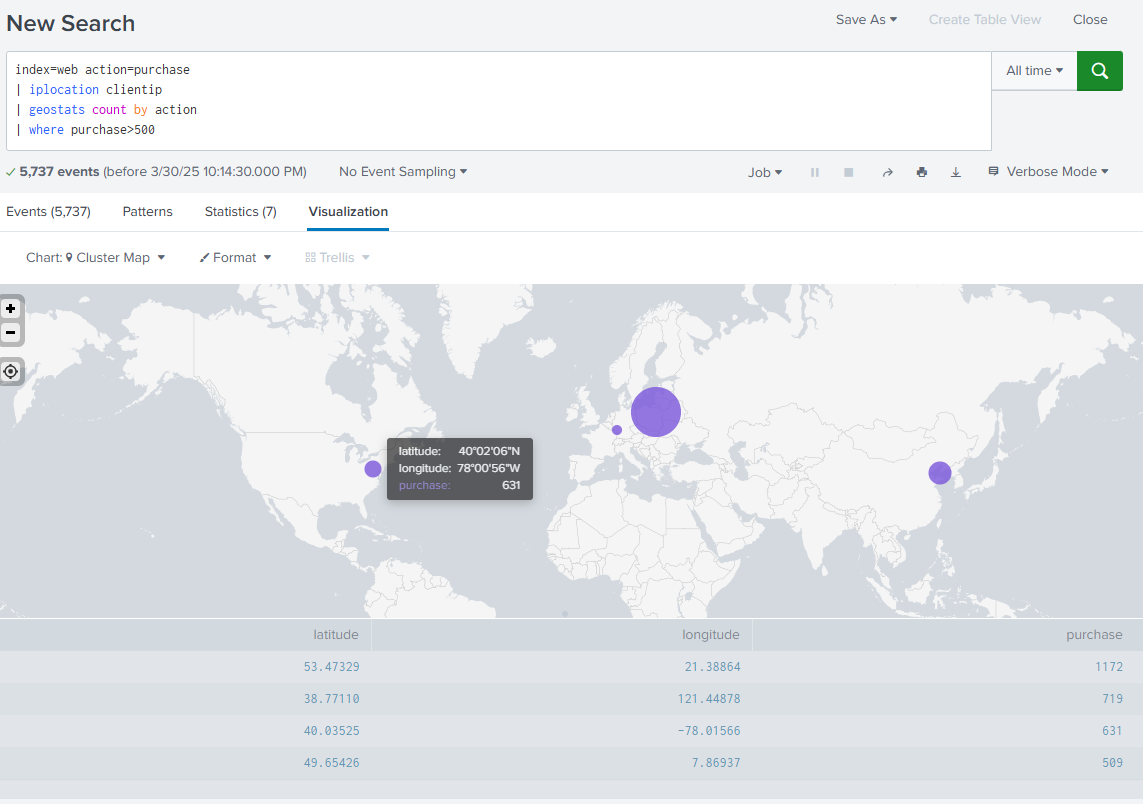 New Search
Save As ▾ Create Table View Close
index=web action=purchase
| iplocation clientip
| geostats count by action
| where purchase>500
All time ▾
✓ 5,737 events (before 3/30/25 10:14:30.000 PM) No Event Sampling ▾ Job ▾ Verbose Mode ▾
Events (5,737) Patterns Statistics (7) Visualization
Chart: Cluster Map ▾ Format ▾ Trellis ▾
+
−
latitude: 40°02'06"N
longitude: 78°00'56"W
purchase: 631
latitude longitude purchase
53.47329 21.38864 1172
38.77110 121.44878 719
40.03525 -78.01566 631
49.65426 7.86937 509